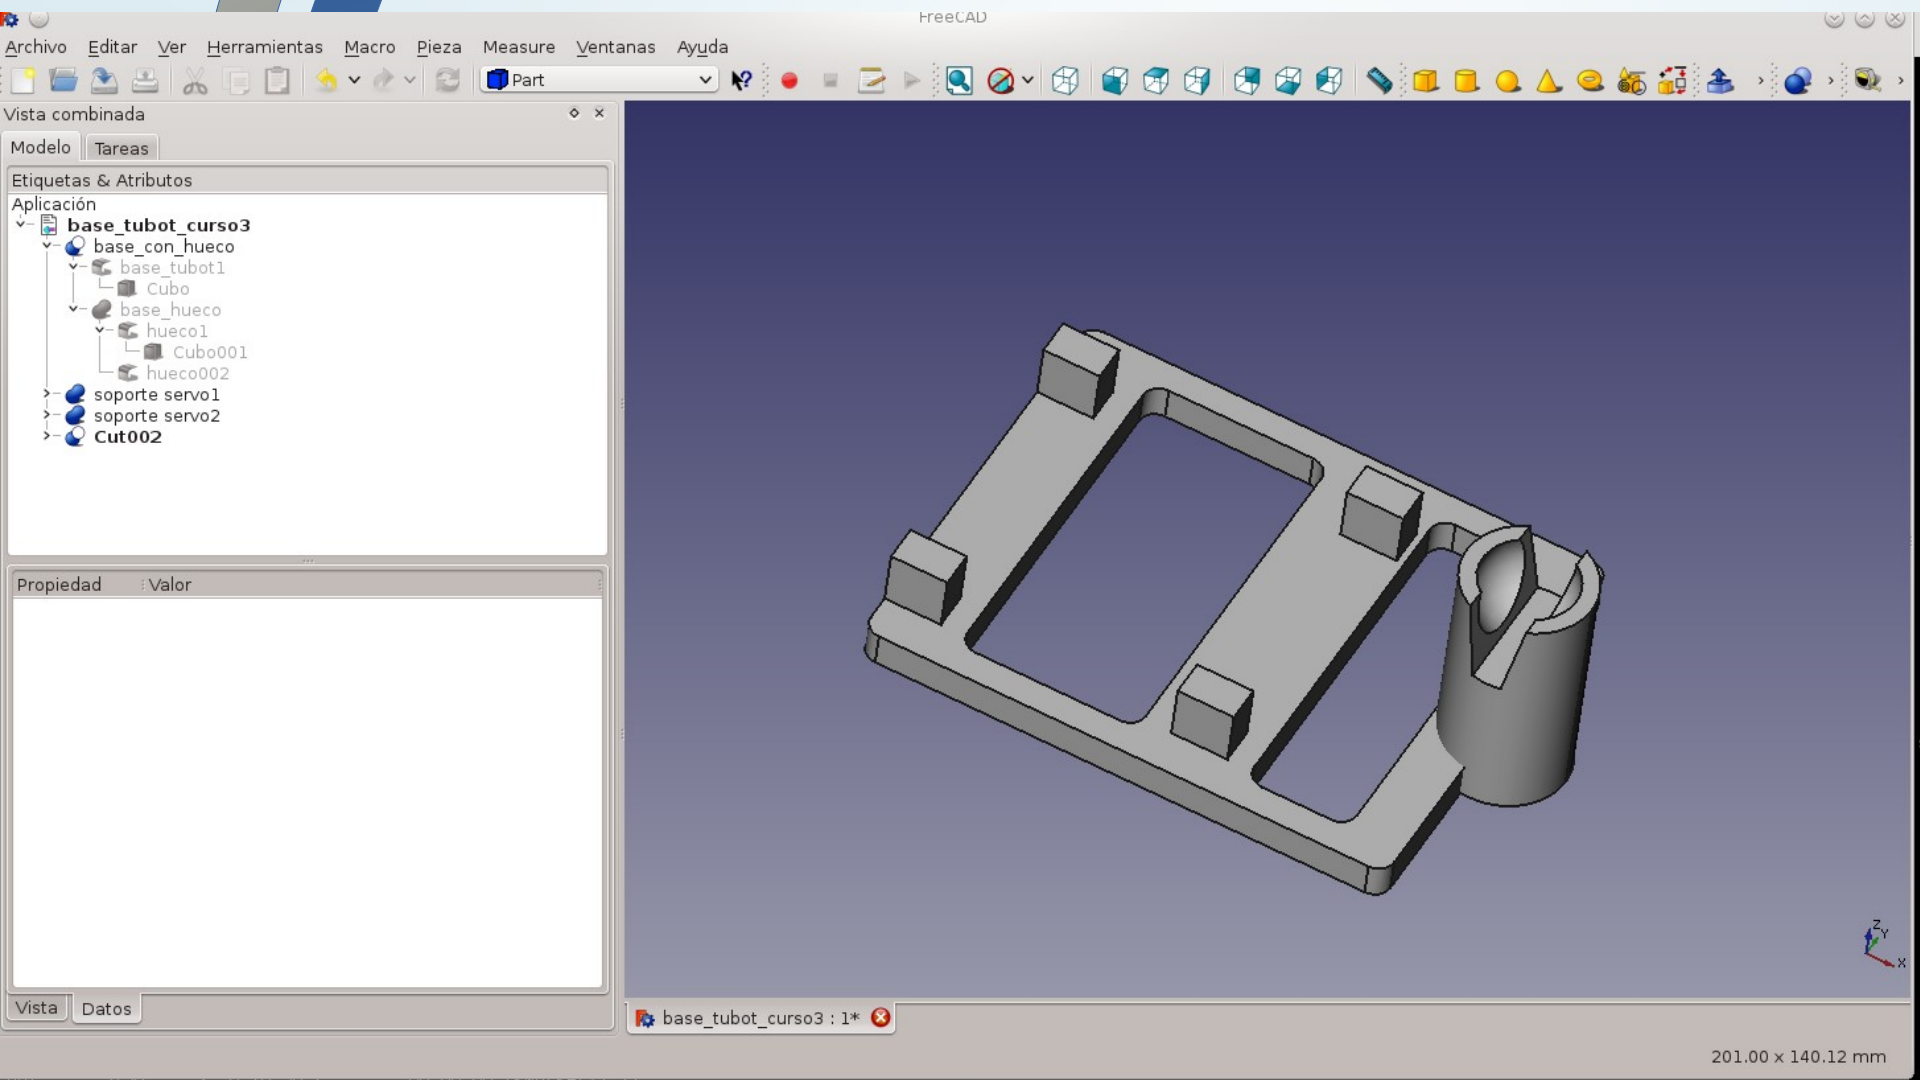 FreeCAD
Archivo Editar Ver Herramientas Macro Pieza Measure Ventanas Ayuda
Part
Vista combinada
Modelo Tareas
Etiquetas & Atributos
Aplicación
base_tubot_curso3
base_con_hueco
base_tubot1
Cubo
base_hueco
hueco1
Cubo001
hueco002
soporte servo1
soporte servo2
Cut002
Propiedad Valor
Vista Datos
Z
Y
X
base_tubot_curso3 : 1*
201.00 x 140.12 mm